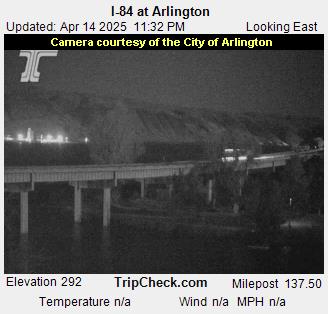 I-84 at Arlington
Updated: Apr 14 2025 11:32 PM Looking East
Camera courtesy of the City of Arlington
Elevation 292 TripCheck.com Milepost 137.50
Temperature n/a Wind n/a MPH n/a